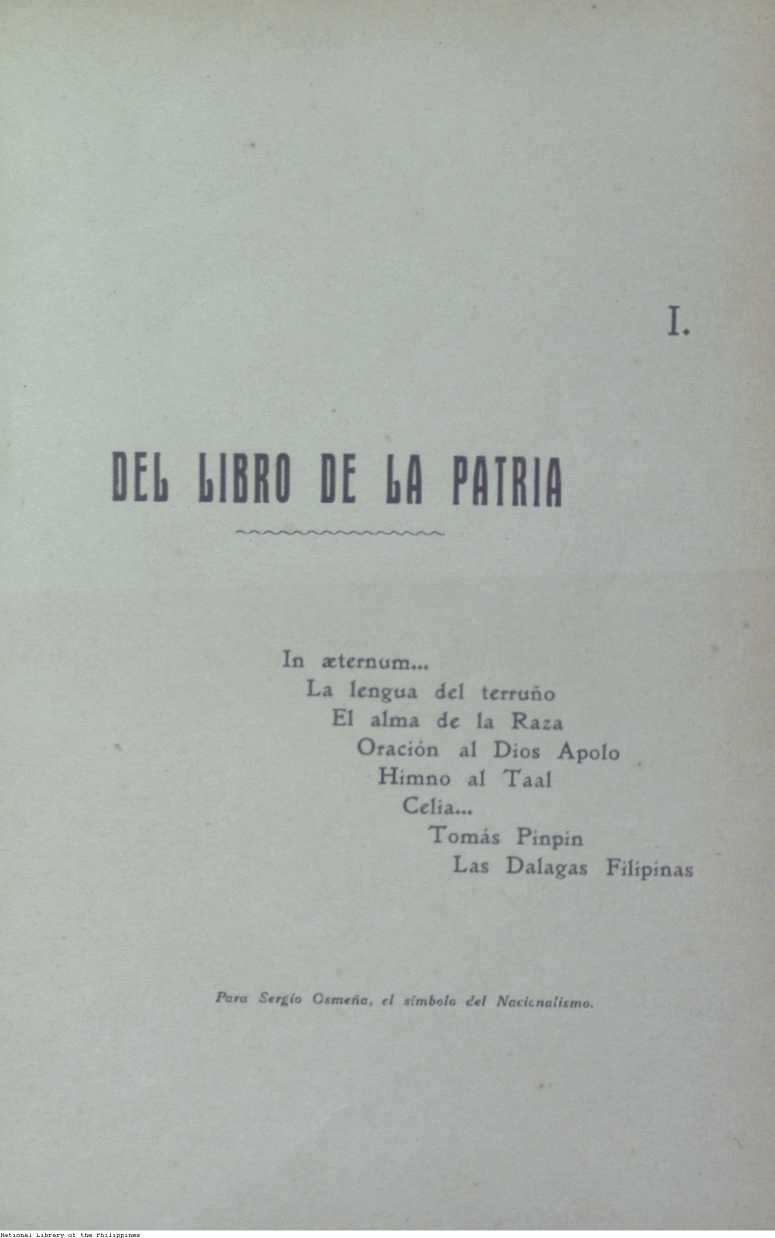 I.
DEL LIBRO DE LA PATRIA
In æternum...
La lengua del terruño
El alma de la Raza
Oración al Dios Apolo
Himno al Taal
Celia...
Tomás Pinpin
Las Dalagas Filipinas
Para Sergio Osmeña, el símbolo del Nacionalismo.
National Library of the Philippines